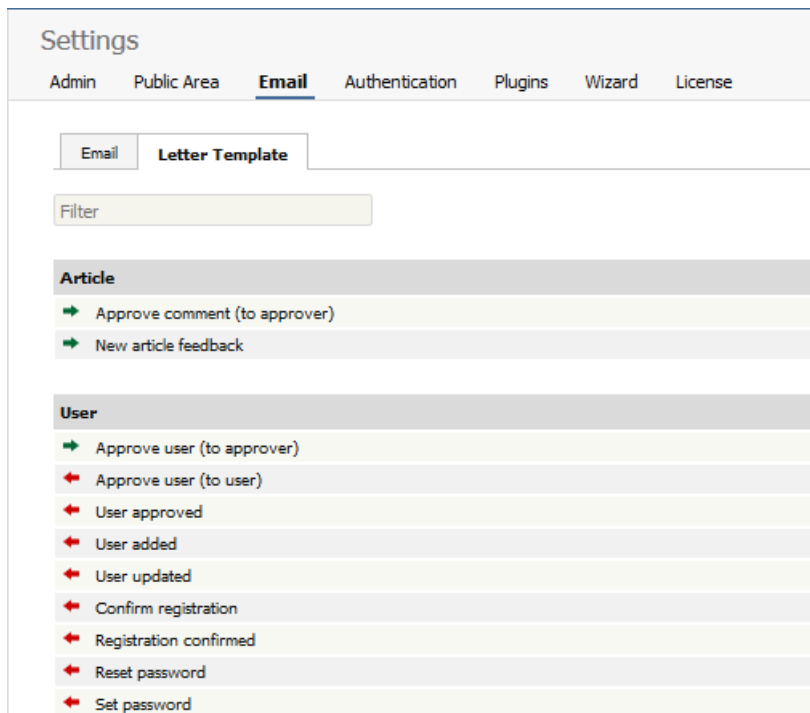 Settings
Admin Public Area Email Authentication Plugins Wizard License
Email Letter Template
Filter
Article
Approve comment (to approver)
New article feedback
User
Approve user (to approver)
Approve user (to user)
User approved
User added
User updated
Confirm registration
Registration confirmed
Reset password
Set password